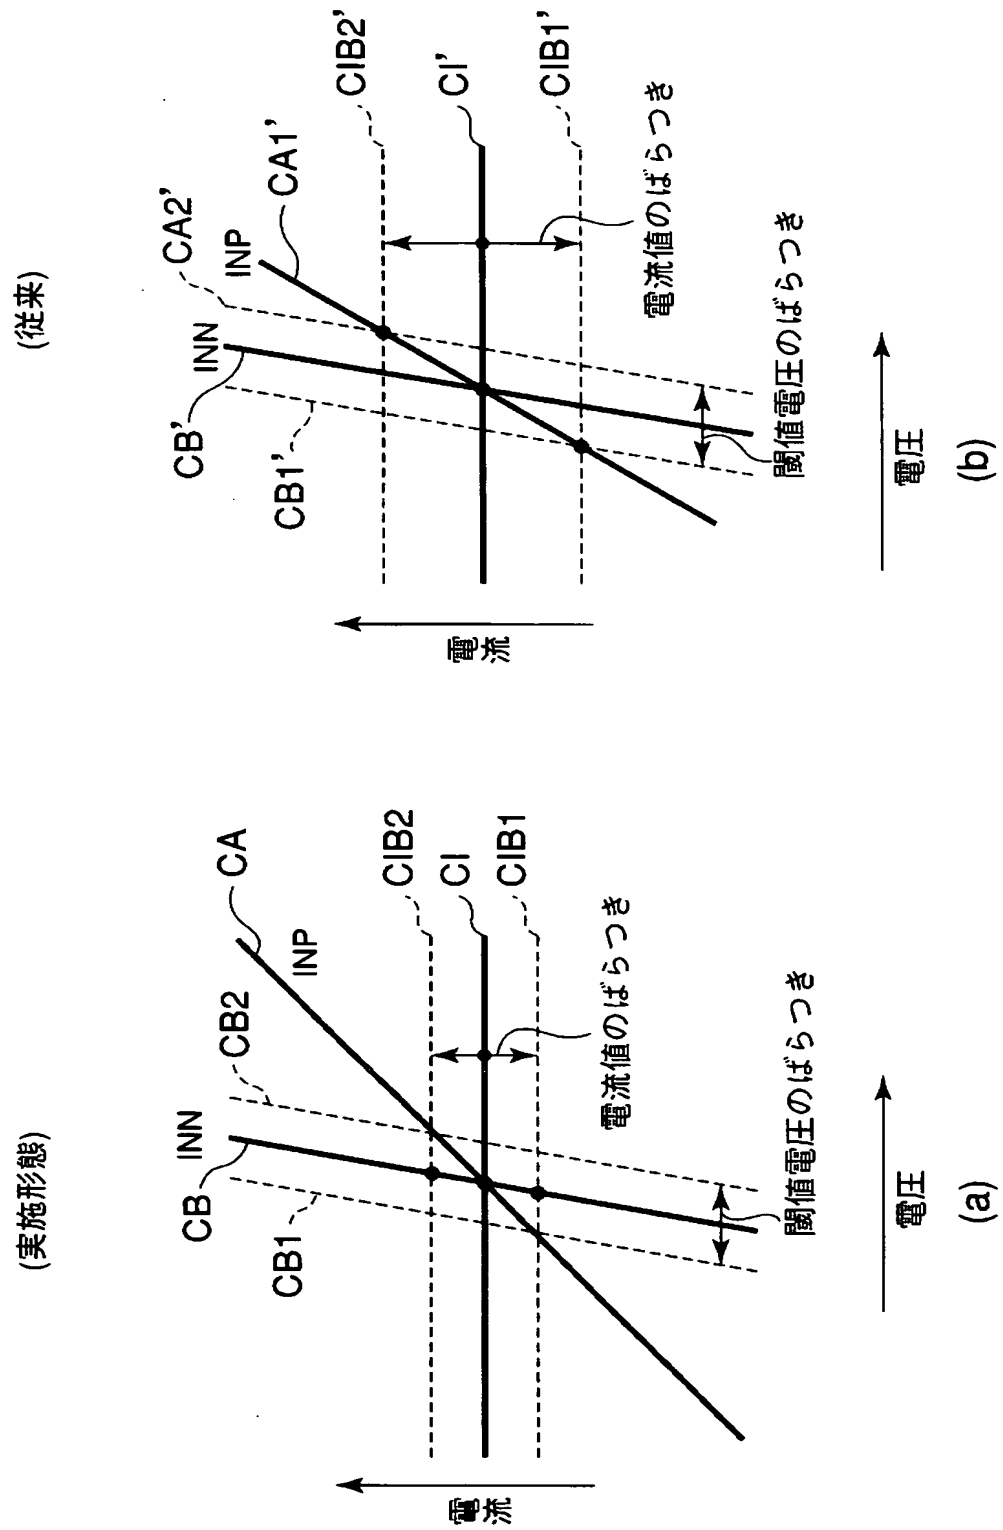 (実施形態)
CB
INN
CB2
CA
CB1
INP
CIB2
CI
CIB1
電流
電流値のばらつき
閾値電圧のばらつき
電圧
(a)
(従来)
CA2'
CB'
INN
INP
CA1'
CB1'
CIB2'
CI'
CIB1'
電流
電流値のばらつき
閾値電圧のばらつき
電圧
(b)